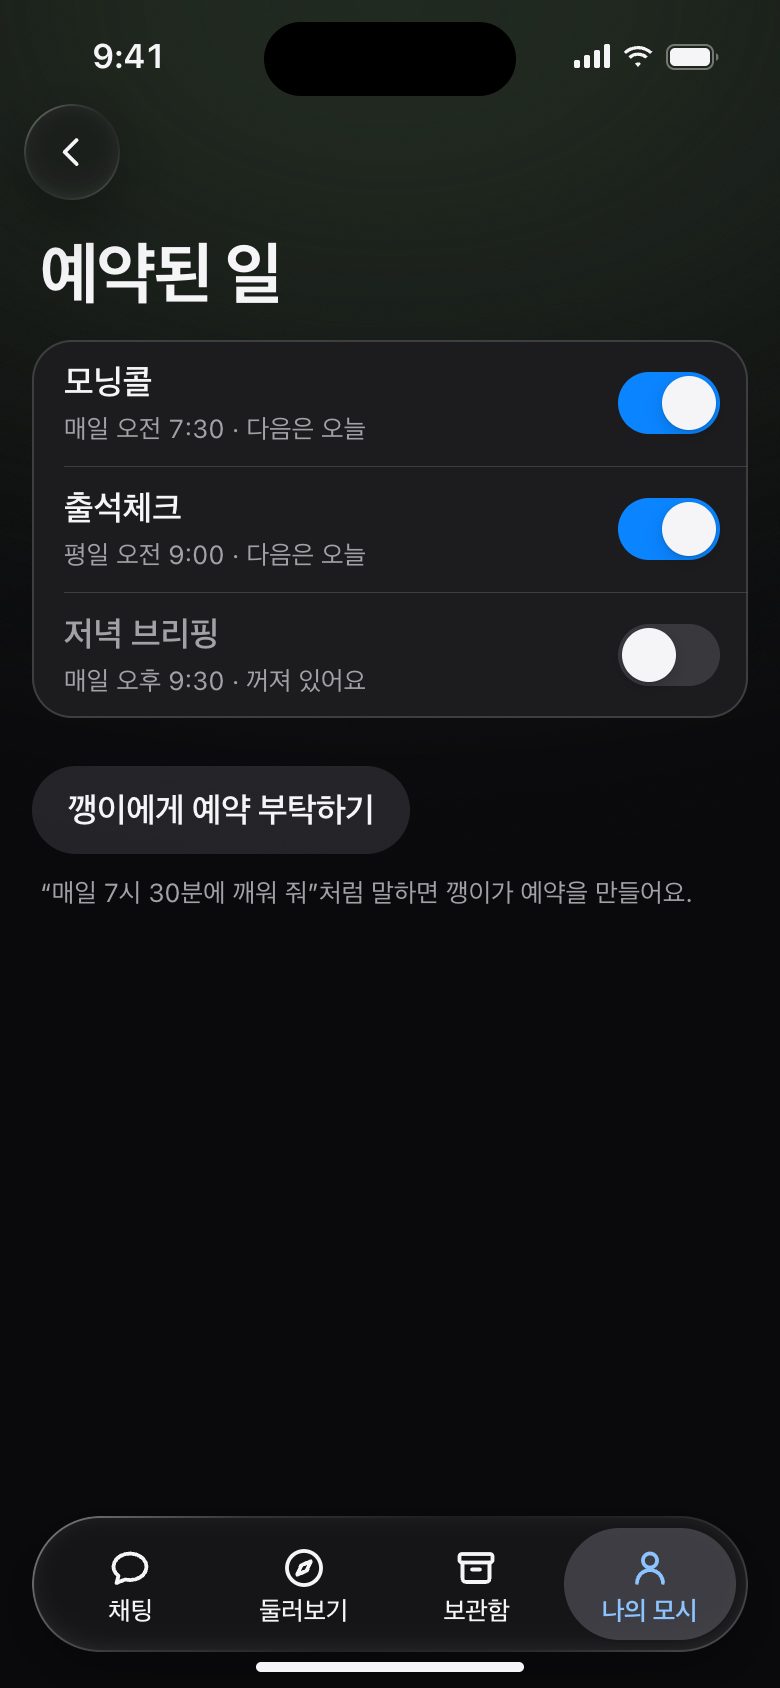 9:41
예약된 일
모닝콜
매일 오전 7:30 · 다음은 오늘
출석체크
평일 오전 9:00 · 다음은 오늘
저녁 브리핑
매일 오후 9:30 · 꺼져 있어요
깽이에게 예약 부탁하기
“매일 7시 30분에 깨워 줘”처럼 말하면 깽이가 예약을 만들어요.
채팅
둘러보기
보관함
나의 모시